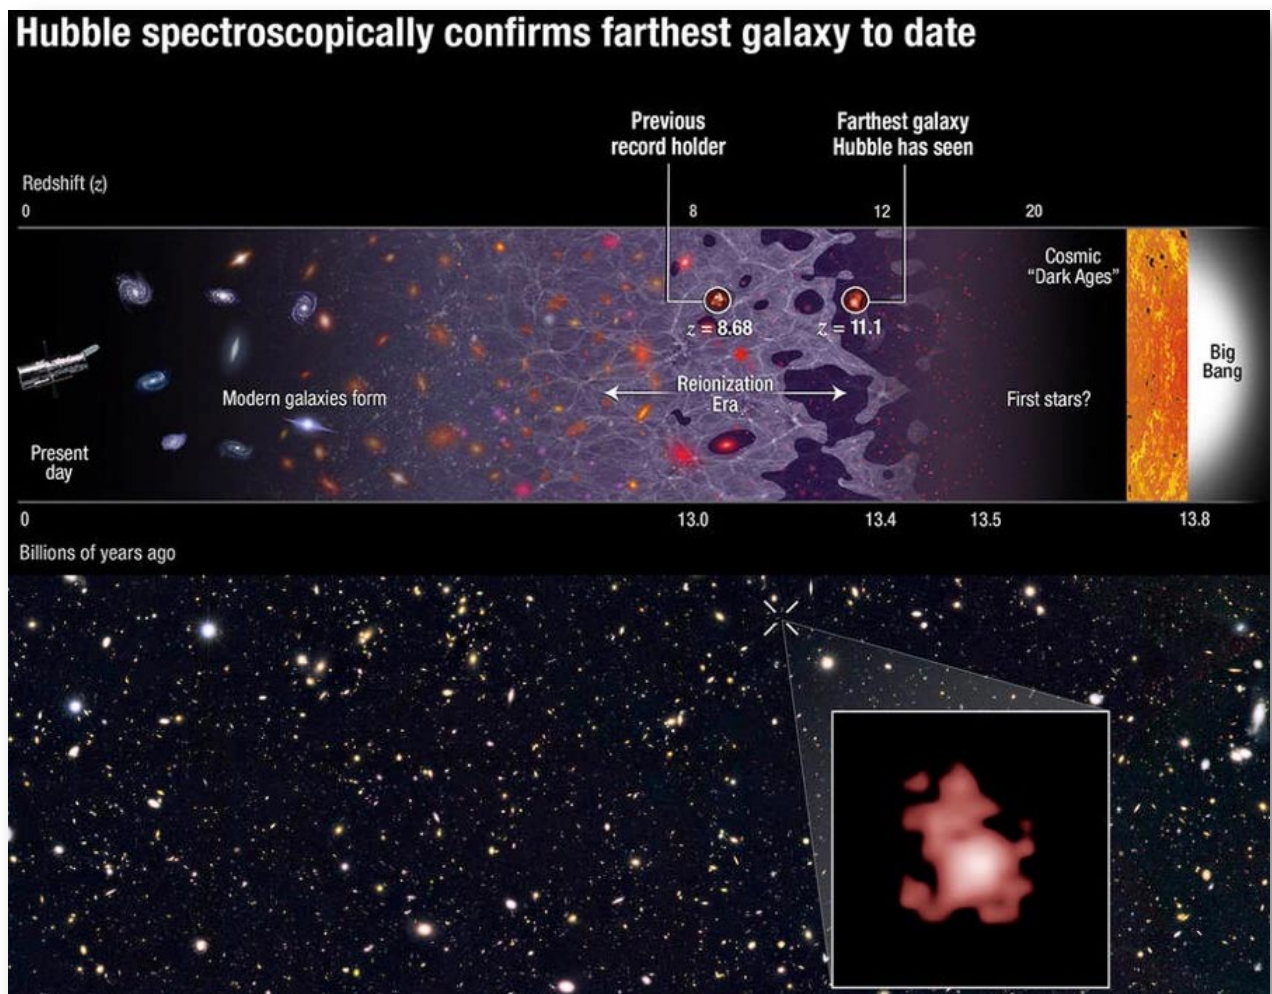 Hubble spectroscopically confirms farthest galaxy to date
Previous
record holder
Farthest galaxy
Hubble has seen
Redshift (z)
0
8
12
20
Cosmic
"Dark Ages"
z = 8.68
z = 11.1
Big
Bang
Reionization
Era
Modern galaxies form
First stars?
Present
day
0
13.0
13.4
13.5
13.8
Billions of years ago